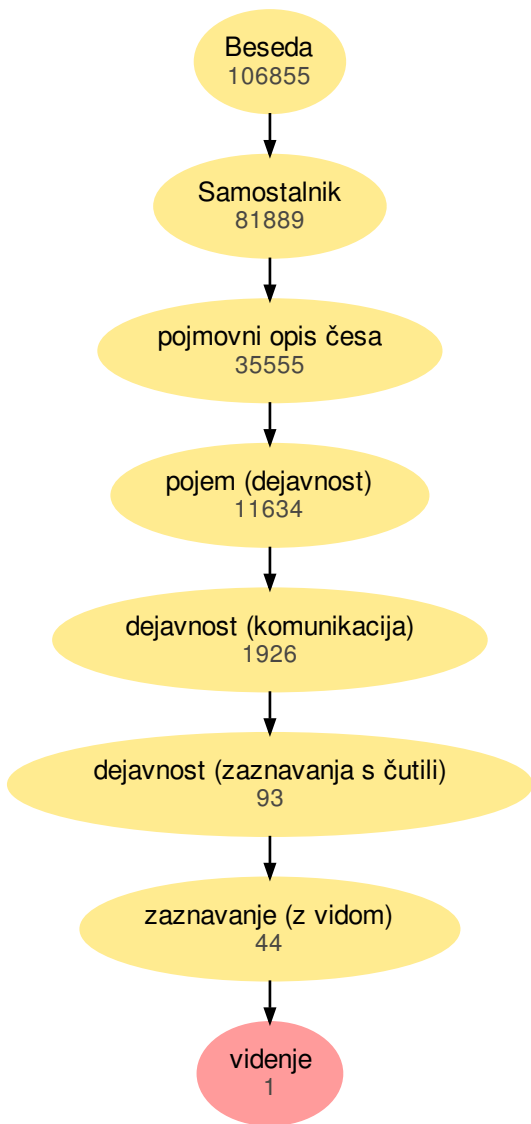 Beseda
106855
Samostalnik
81889
pojmovni opis česa
35555
pojem (dejavnost)
11634
dejavnost (komunikacija)
1926
dejavnost (zaznavanja s čutili)
93
zaznavanje (z vidom)
44
videnje
1